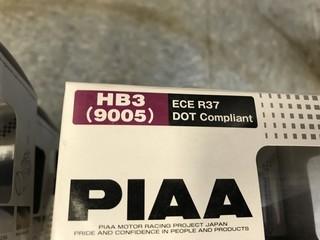 HB3
(9005)
ECE R37
DOT Compliant
PIAA
PIAA MOTOR RACING PROJECT JAPAN
PRIDE AND CONFIDENCE IN PEOPLE AND PRODUCTS